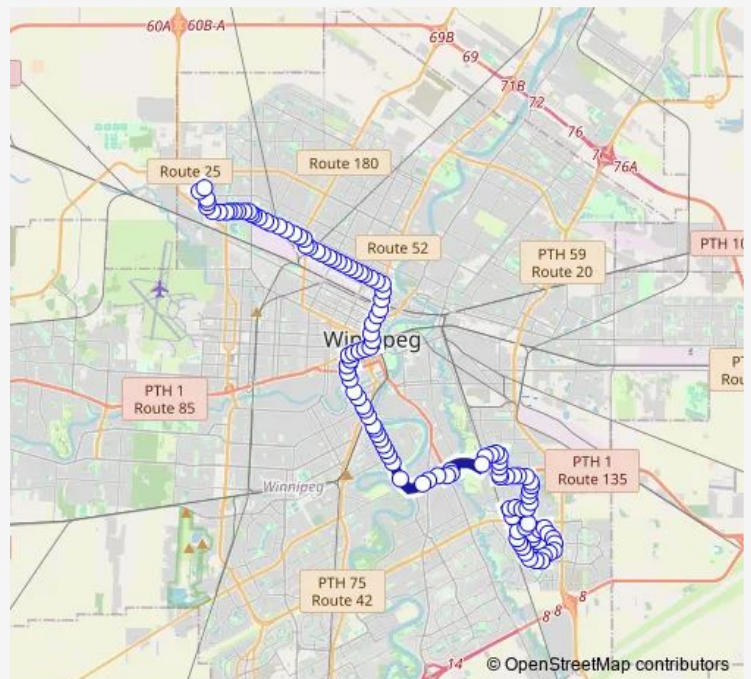 60A
60B-A
69B
69
71B
72
76
76A
Route 25
Route 180
Route 52
PTH 59
Route 20
PTH 10
Winnipeg
PTH 1
Route 85
PTH 1
Route 135
Winnipeg
PTH 75
Route 42
8
8
8
14
© OpenStreetMap contributors